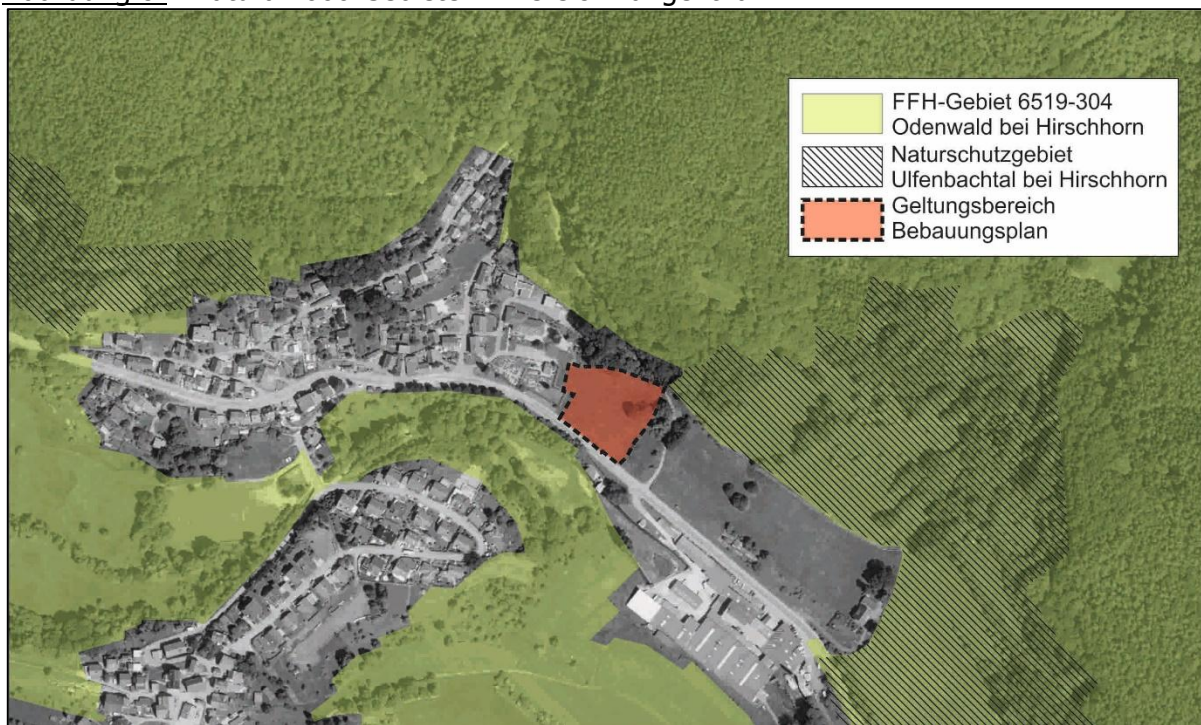 FFH-Gebiet 6519-304
Odenwald bei Hirschhorn
Naturschutzgebiet
Ulfenbachtal bei Hirschhorn
Geltungsbereich
Bebauungsplan